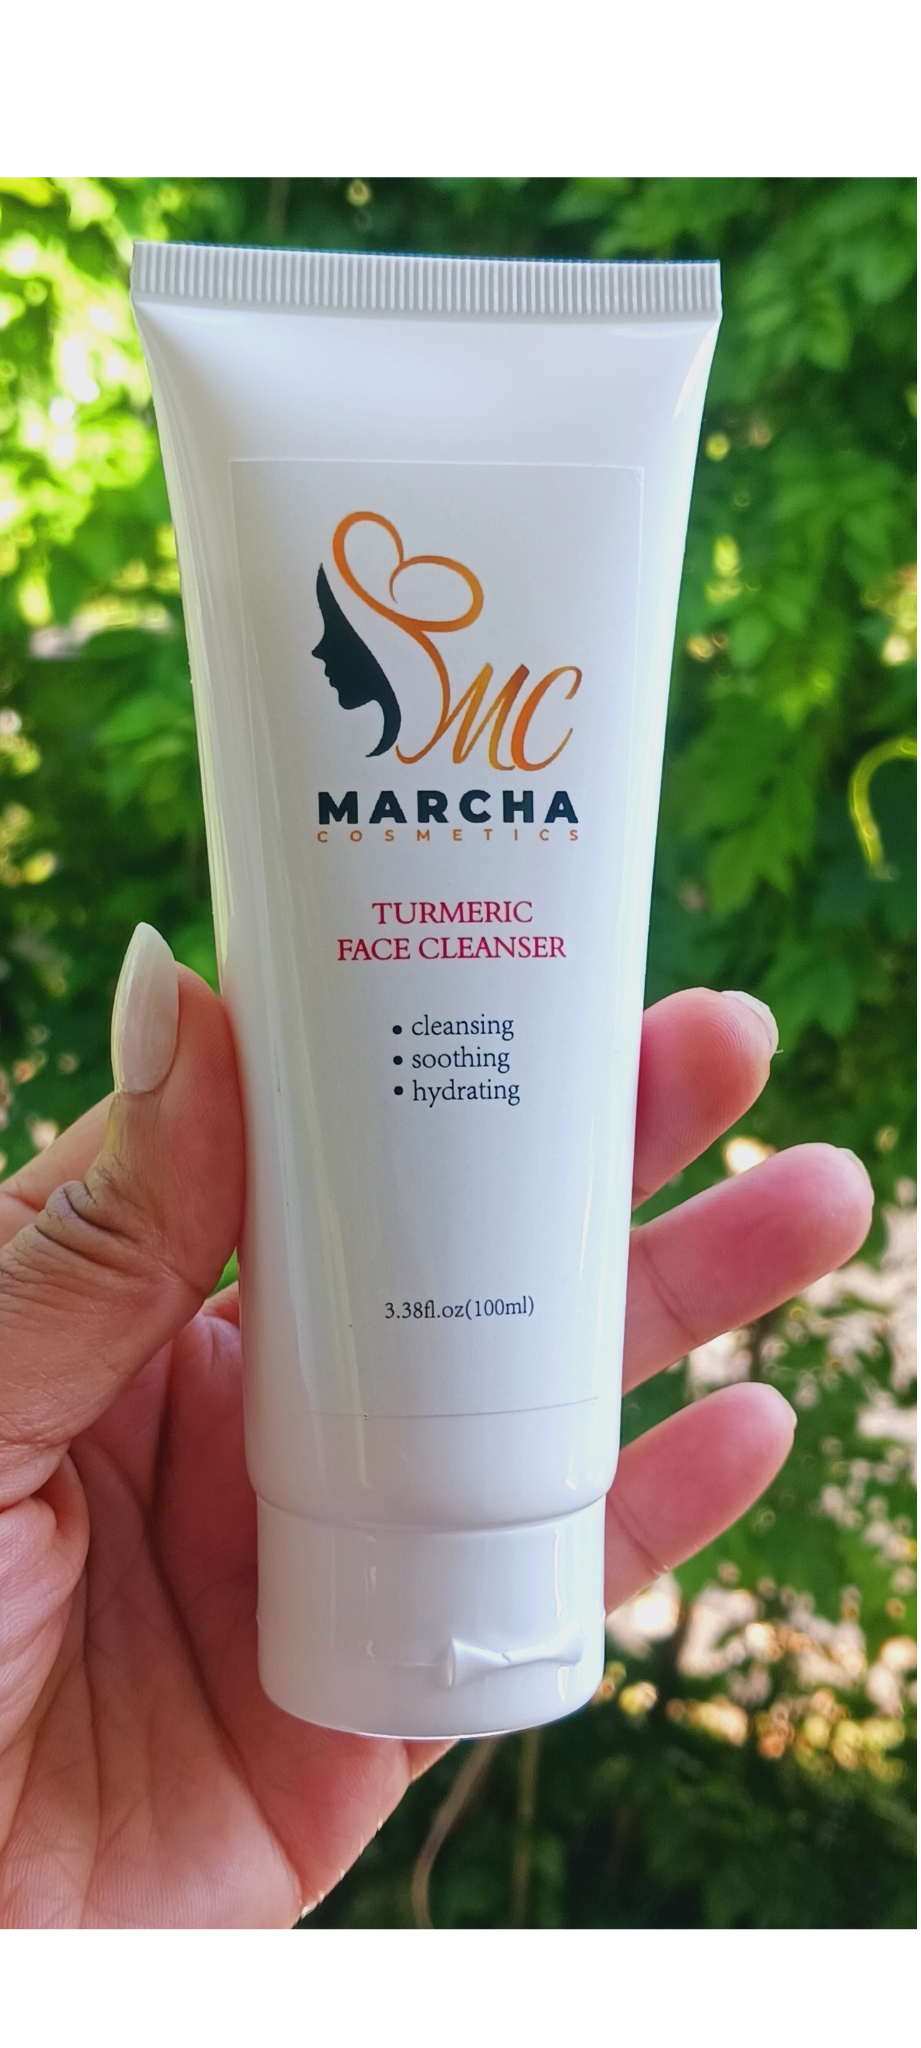 MC
MARCHA
COSMETICS
TURMERIC
FACE CLEANSER
• cleansing
• soothing
• hydrating
3.38fl.oz(100ml)